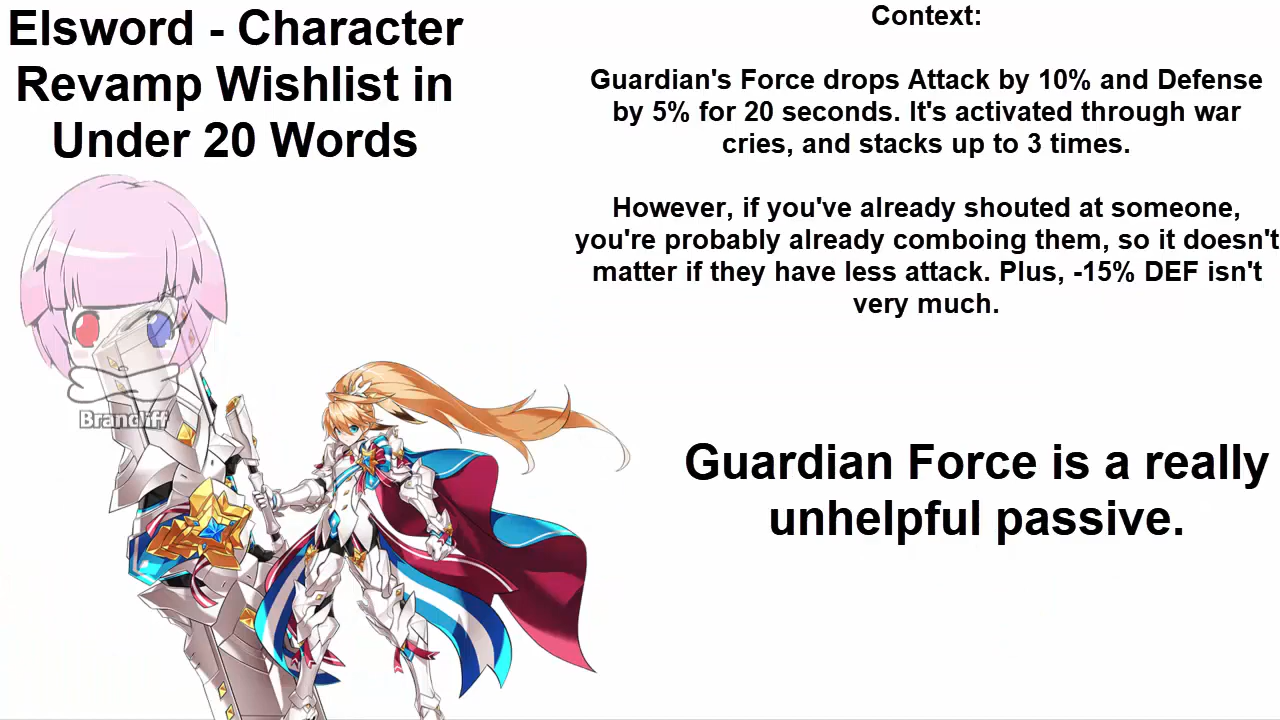 Elsword - Character
Revamp Wishlist in
Under 20 Words
Context:
Guardian's Force drops Attack by 10% and Defense
by 5% for 20 seconds. It's activated through war
cries, and stacks up to 3 times.
However, if you've already shouted at someone,
you're probably already comboing them, so it doesn't
matter if they have less attack. Plus, -15% DEF isn't
very much.
Brandliff
Guardian Force is a really
unhelpful passive.